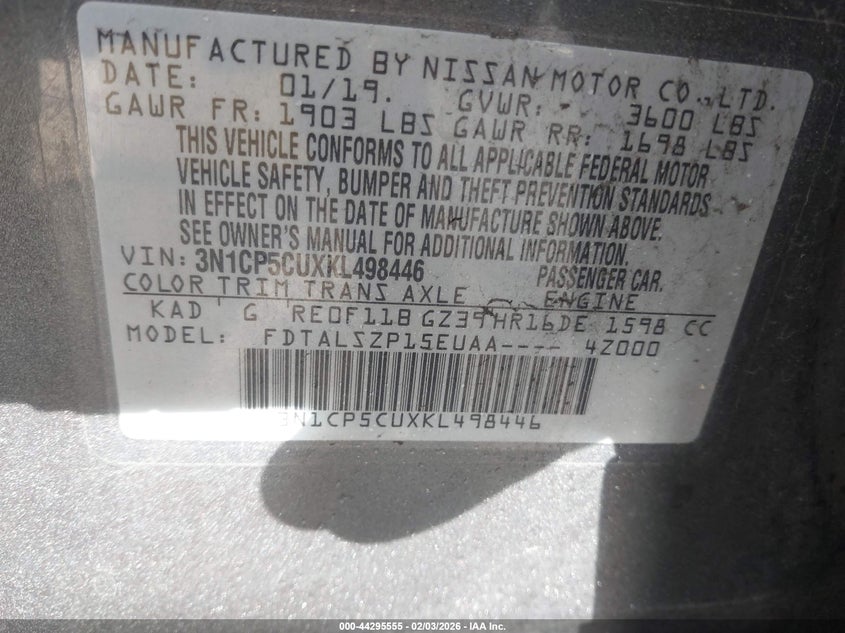 MANUFACTURED BY NISSAN MOTOR CO., LTD.
DATE: 01/19. GVWR: 3600 LBS
GAWR FR: 1903 LBS GAWR RR: 1698 LBS
THIS VEHICLE CONFORMS TO ALL APPLICABLE FEDERAL MOTOR
VEHICLE SAFETY, BUMPER AND THEFT PREVENTION STANDARDS
IN EFFECT ON THE DATE OF MANUFACTURE SHOWN ABOVE.
SEE OWNER'S MANUAL FOR ADDITIONAL INFORMATION.
VIN: 3N1CP5CUXKL498446 PASSENGER CAR.
COLOR TRIM TRANS AXLE ENGINE
KAD G RE0F11B GZ39 HR16DE 1598 CC
MODEL: FDTALSZP15EUAA---- 4Z000
3N1CP5CUXKL498446
000-44295555 - 02/03/2026 - IAA Inc.